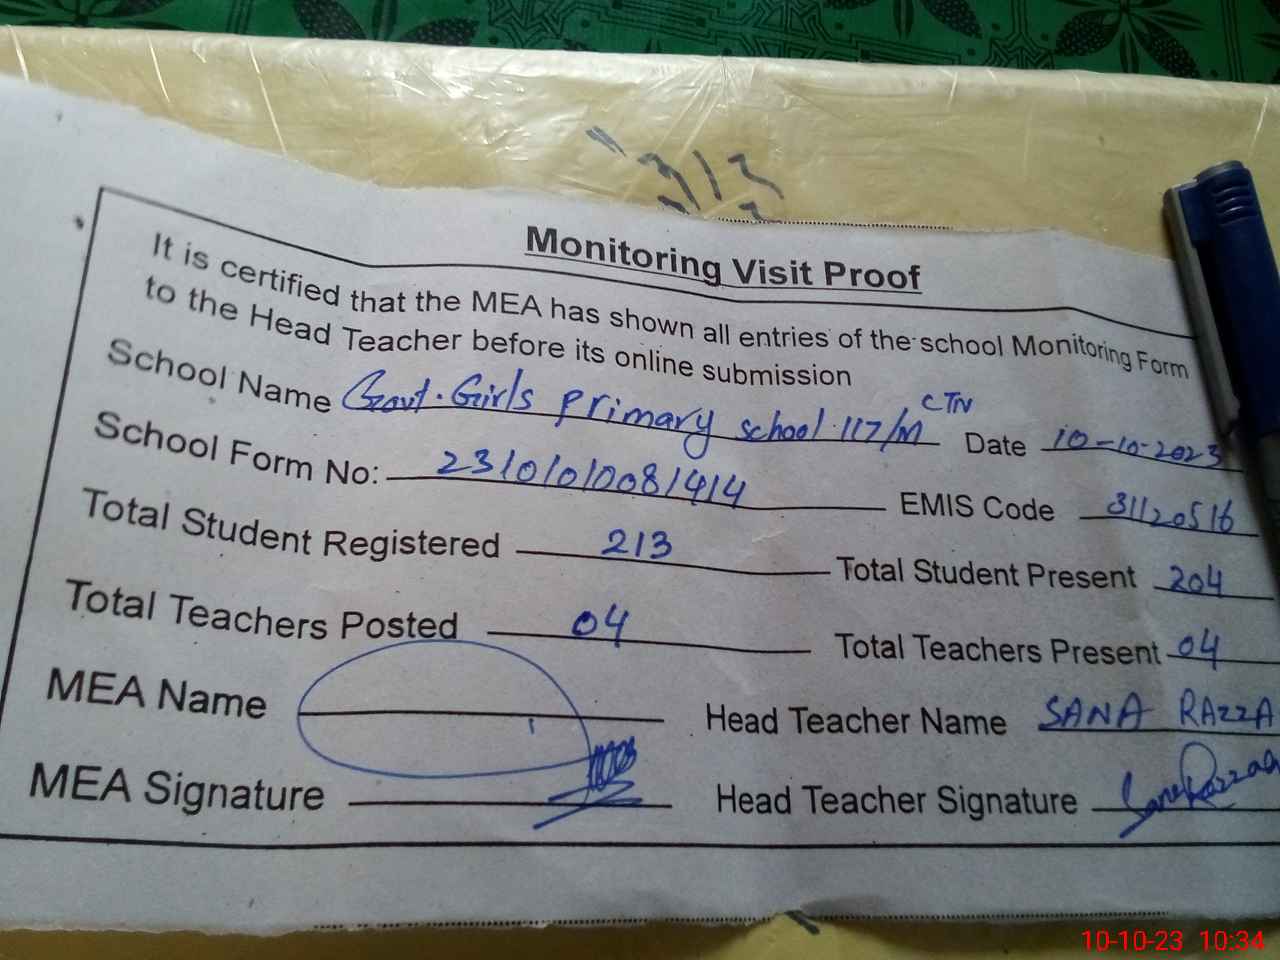 313
Monitoring Visit Proof
It is certified that the MEA has shown all entries of the school Monitoring Form
to the Head Teacher before its online submission
School Name Govt. Girls primary school 117/M CTN Date 10-10-2023
School Form No: 23101010081414 EMIS Code 31120516
Total Student Registered 213 Total Student Present 204
Total Teachers Posted 04 Total Teachers Present 04
MEA Name Head Teacher Name SANA RAZZA
MEA Signature Head Teacher Signature Sana Razzaq
10-10-23 10:34